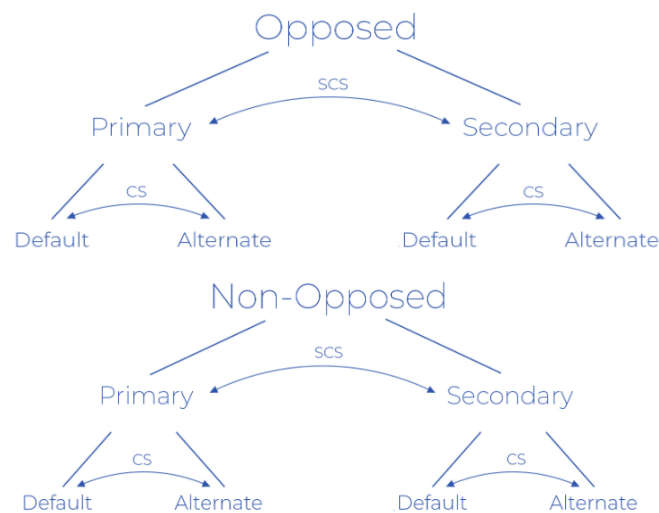 Opposed
SCS
Primary
Secondary
CS
CS
Default
Alternate
Default
Alternate
Non-Opposed
SCS
Primary
Secondary
CS
CS
Default
Alternate
Default
Alternate